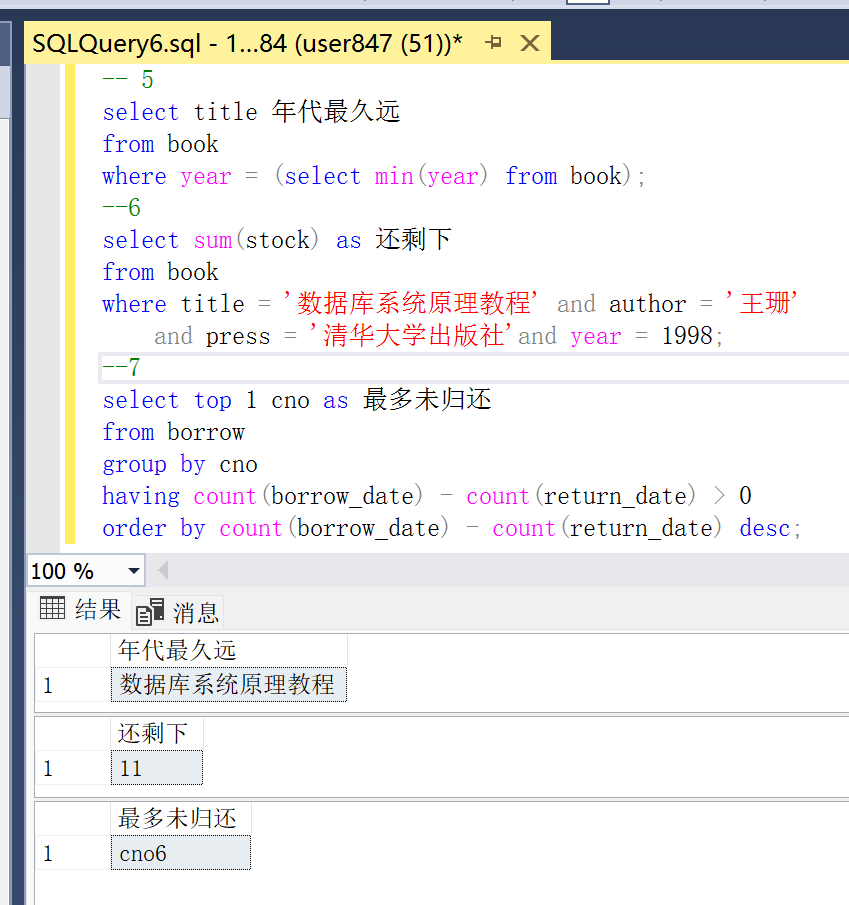 SQLQuery6.sql - 1...84 (user847 (51))*
-- 5
select title 年代最久远
from book
where year = (select min(year) from book);
--6
select sum(stock) as 还剩下
from book
where title = '数据库系统原理教程' and author = '王珊'
and press = '清华大学出版社'and year = 1998;
--7
select top 1 cno as 最多未归还
from borrow
group by cno
having count(borrow_date) - count(return_date) > 0
order by count(borrow_date) - count(return_date) desc;
100 %
结果 消息
年代最久远
1 数据库系统原理教程
还剩下
1 11
最多未归还
1 cno6